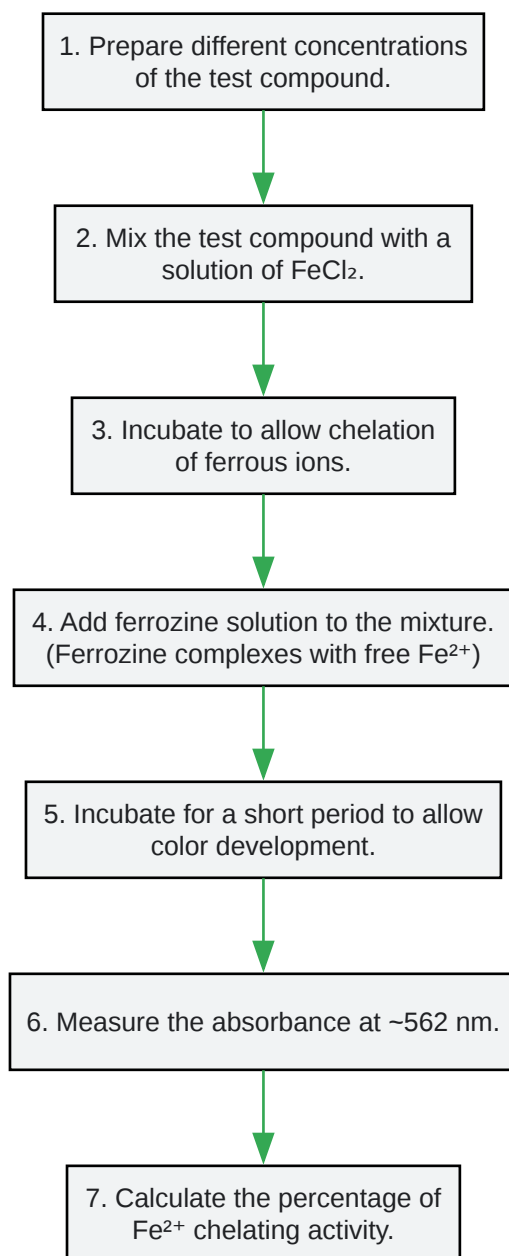 1. Prepare different concentrations
of the test compound.
2. Mix the test compound with a
solution of FeCl₂.
3. Incubate to allow chelation
of ferrous ions.
4. Add ferrozine solution to the mixture.
(Ferrozine complexes with free Fe²⁺)
5. Incubate for a short period to allow
color development.
6. Measure the absorbance at ~562 nm.
7. Calculate the percentage of
Fe²⁺ chelating activity.